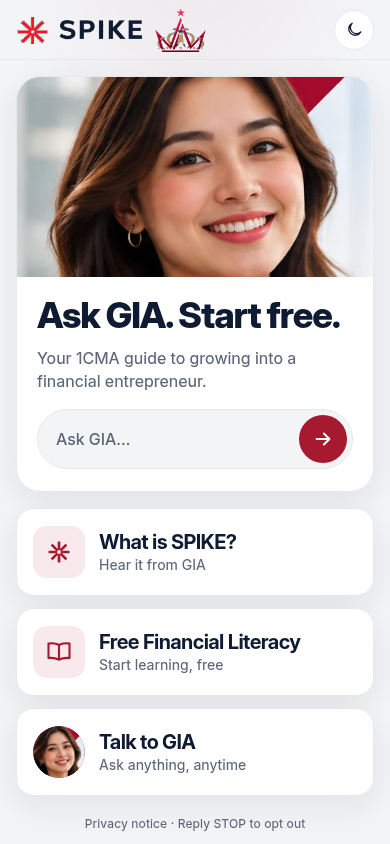 SPIKE
Ask GIA. Start free.
Your 1CMA guide to growing into a
financial entrepreneur.
Ask GIA...
What is SPIKE?
Hear it from GIA
Free Financial Literacy
Start learning, free
Talk to GIA
Ask anything, anytime
Privacy notice · Reply STOP to opt out